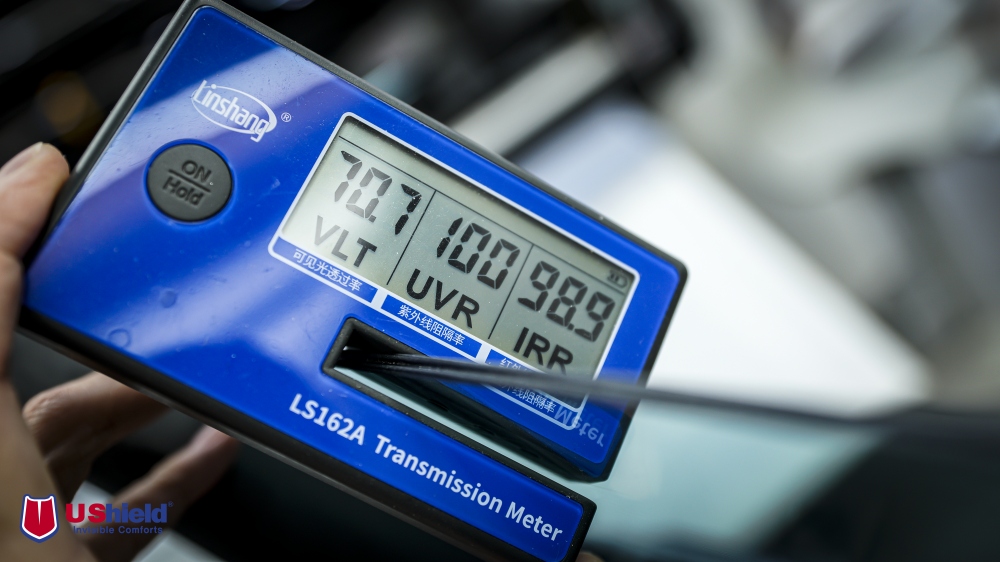 Linshang®
ON
Hold
70.7 100 98.9
VLT UVR IRR
可见光透过率
紫外线阻隔率
LS162A Transmission Meter
UShield®
Invisible Comforts